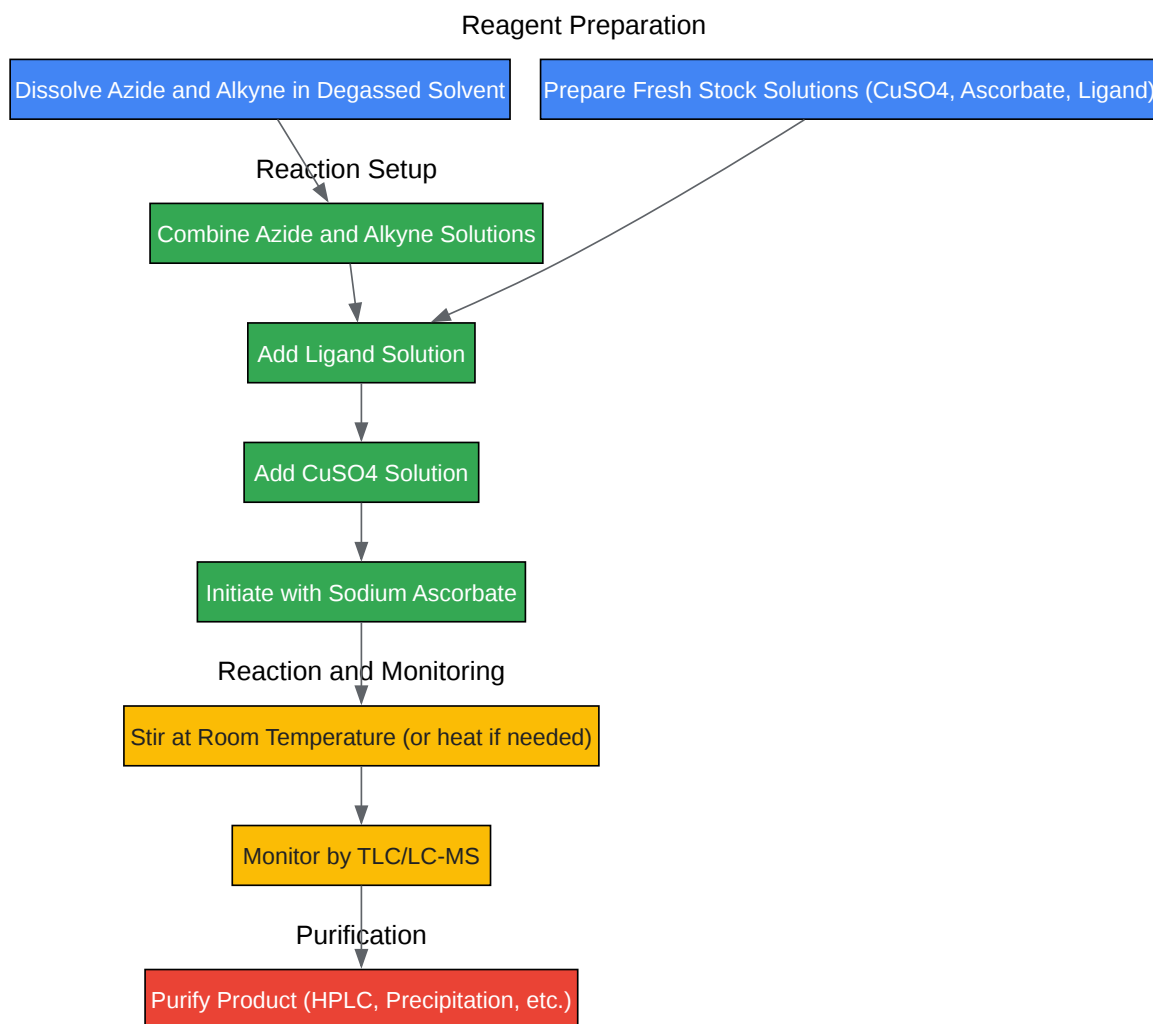 Reagent Preparation
Dissolve Azide and Alkyne in Degassed Solvent
Prepare Fresh Stock Solutions (CuSO4, Ascorbate, Ligand)
Reaction Setup
Combine Azide and Alkyne Solutions
Add Ligand Solution
Add CuSO4 Solution
Initiate with Sodium Ascorbate
Reaction and Monitoring
Stir at Room Temperature (or heat if needed)
Monitor by TLC/LC-MS
Purification
Purify Product (HPLC, Precipitation, etc.)